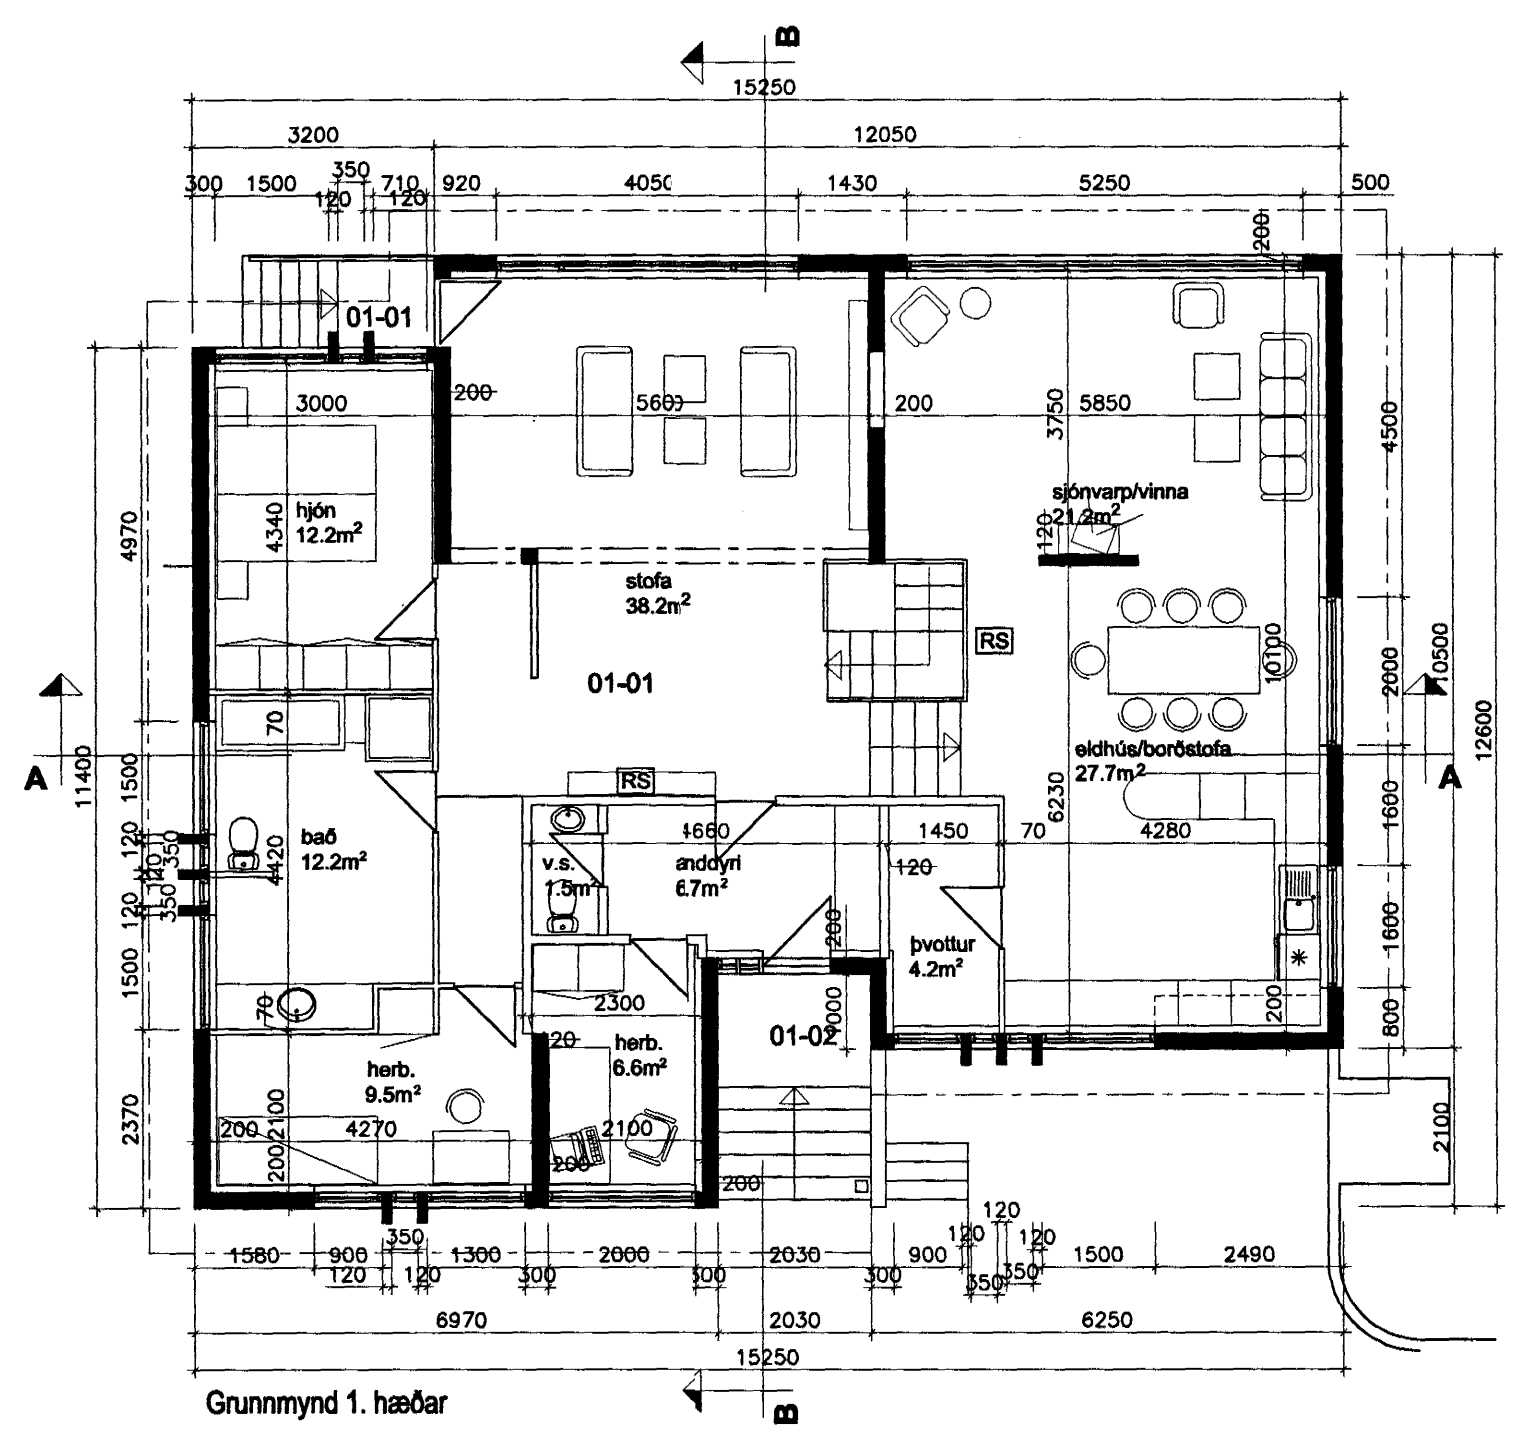 B
15250
3200 12050
350
300 1500 710 920 4050 1430 5250 500
120 120
200
01-01
200
3000 5600 200 5850
3750
4500
sjónvarp/vinna
21.2m²
hjón
12.2m²
4340
4970
120
stofa
38.2m²
RS
10100
10500
2000
01-01
70
12600
eldhús/borðstofa
27.7m²
A
11400
1500
RS
A
6230
1600
bað
12.2m²
4660 1450 70 4280
120
350
140
4420
v.s.
1.5m²
anddyri
6.7m²
120
120
350
200
þvottur
4.2m²
1600
1500
70
2300
2000
01-02
200
800
120
herb.
6.6m²
herb.
9.5m²
2370
2100
200 4270 2100
2100
200
200
200
120
120 120
350
1580 900 1300 2000 2030 900 1500 2490
120 120 300 300 300 350 350
6970 2030 6250
15250
B
Grunnmynd 1. hæðar